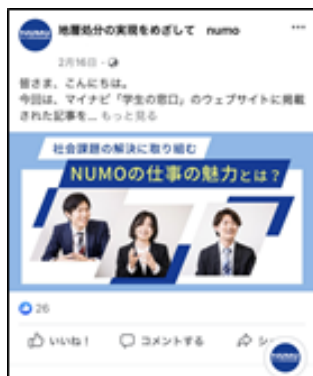 NUMO
地層処分の実現をめざして numo
2月16日
皆さま、こんにちは。
今回は、マイナビ「学生の窓口」のウェブサイトに掲載
された記事を... もっと見る
社会課題の解決に取り組む
NUMOの仕事の魅力とは？
26
いいね！ コメントする シ
NUMO